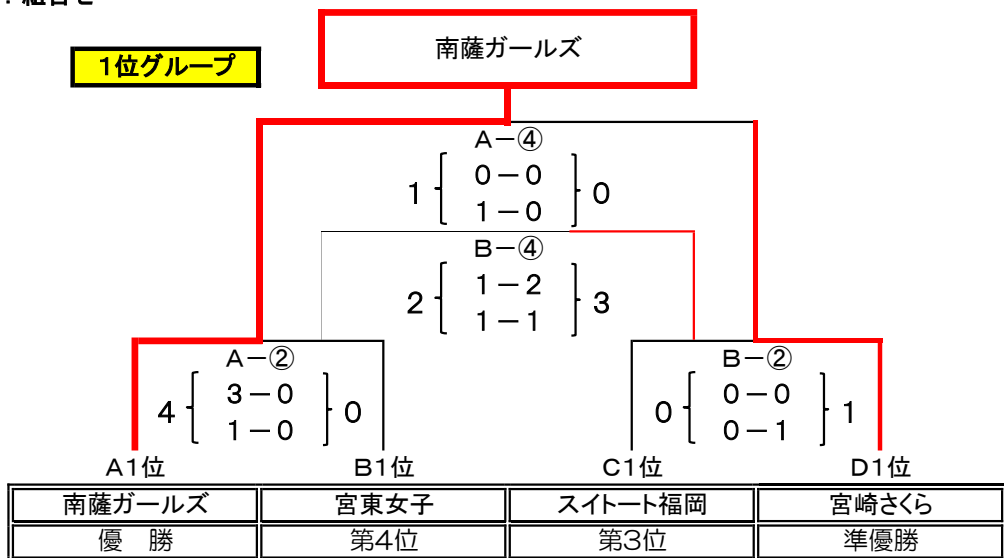 南薩ガールズ
1位グループ
A－④
0－0
1 0
1－0
B－④
1－2
2 3
1－1
A－② B－②
3－0 0－0
4 0 0 1
1－0 0－1
A1位 B1位 C1位 D1位
南薩ガールズ 宮東女子 スイートト福岡 宮崎さくら
優 勝 第4位 第3位 準優勝